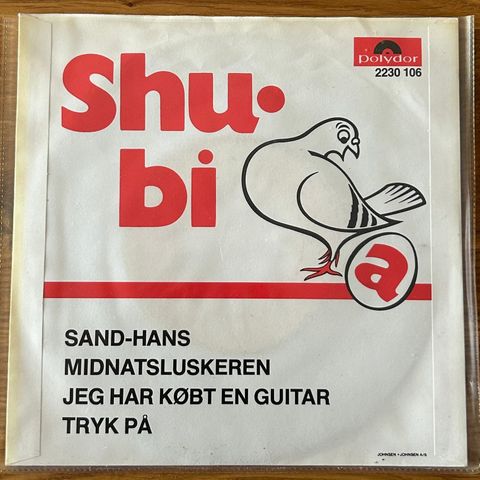 polydor
2230 106
Shu·
bi
a
SAND-HANS
MIDNATSLUSKEREN
JEG HAR KØBT EN GUITAR
TRYK PÅ
JOHNSEN + JOHNSEN A/S